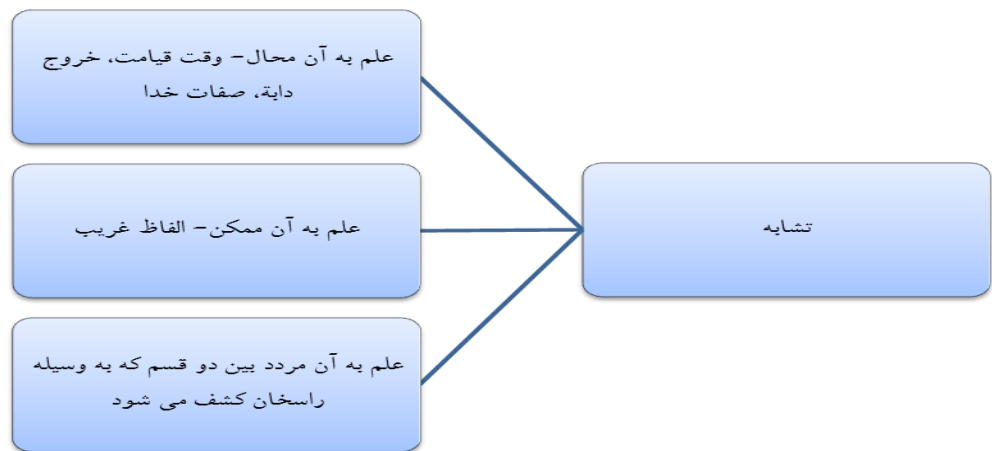 تشابه
علم به آن محال- وقت قیامت، خروج
دابة، صفات خدا
علم به آن ممکن- الفاظ غریب
علم به آن مردد بین دو قسم که به وسیله
راسخان کشف می شود